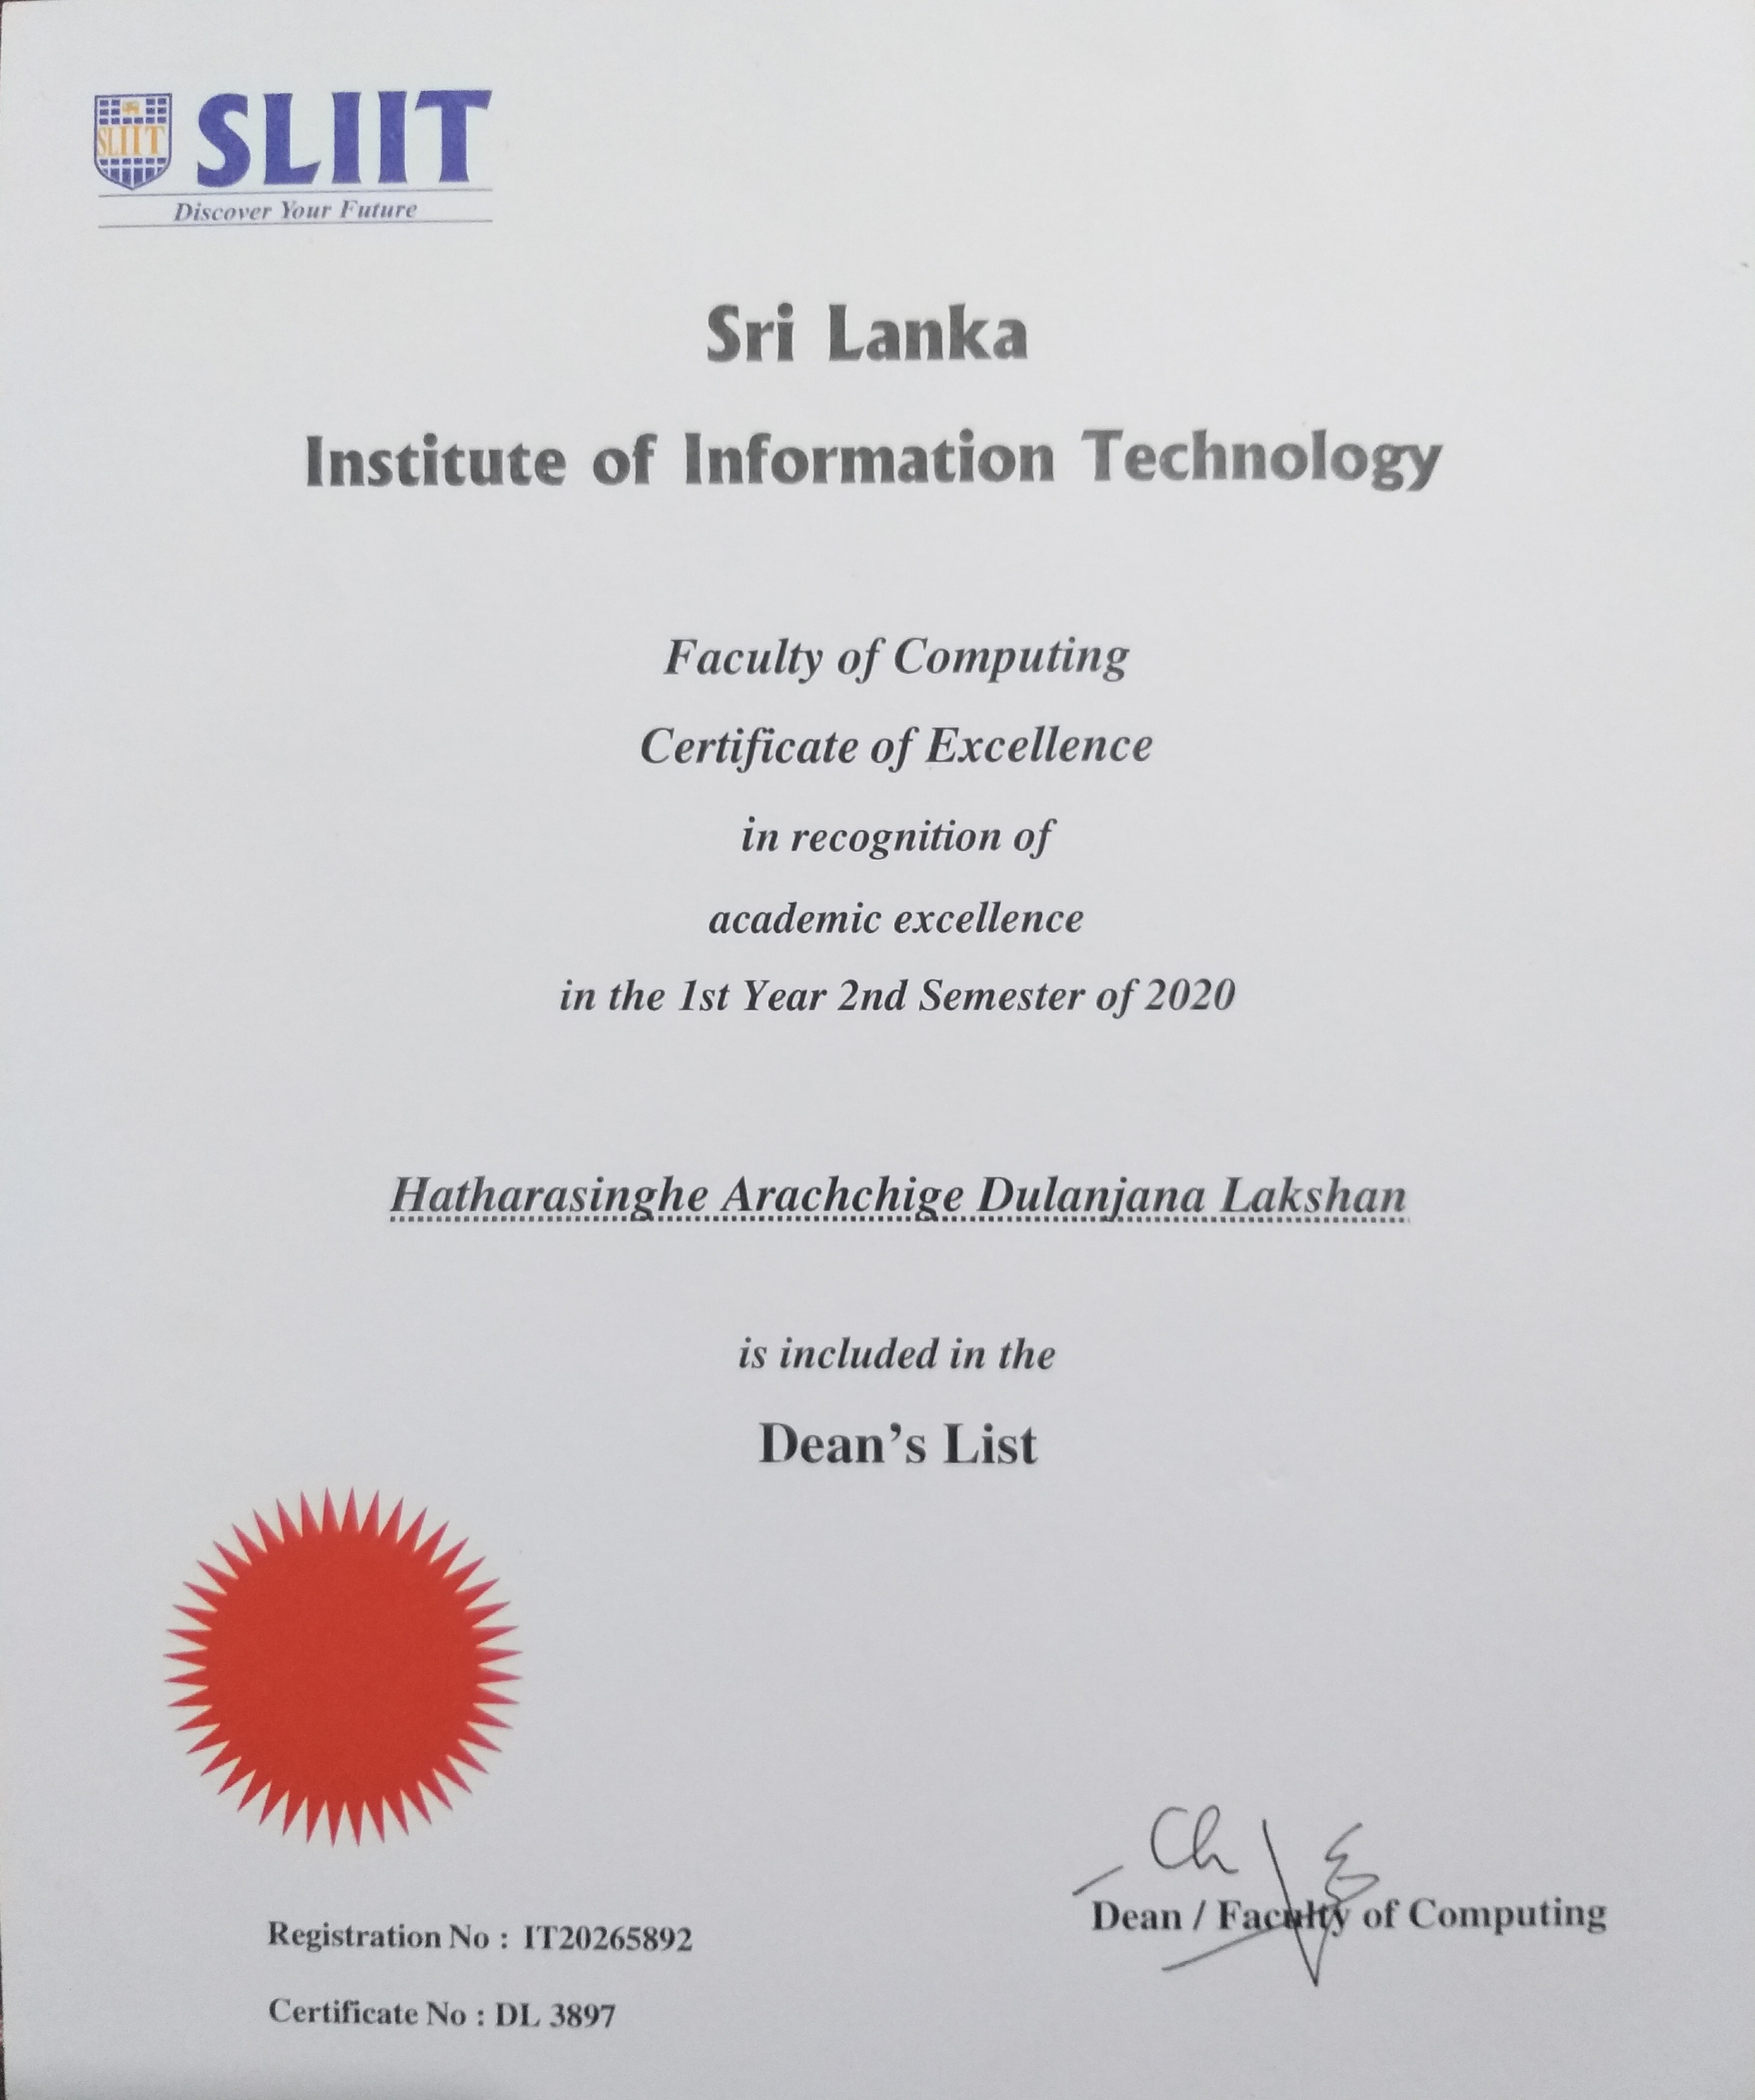 SLIIT
SLIIT
Discover Your Future
Sri Lanka
Institute of Information Technology
Faculty of Computing
Certificate of Excellence
in recognition of
academic excellence
in the 1st Year 2nd Semester of 2020
Hatharasinghe Arachchige Dulanjana Lakshan
is included in the
Dean's List
Dean / Faculty of Computing
Registration No : IT20265892
Certificate No : DL 3897